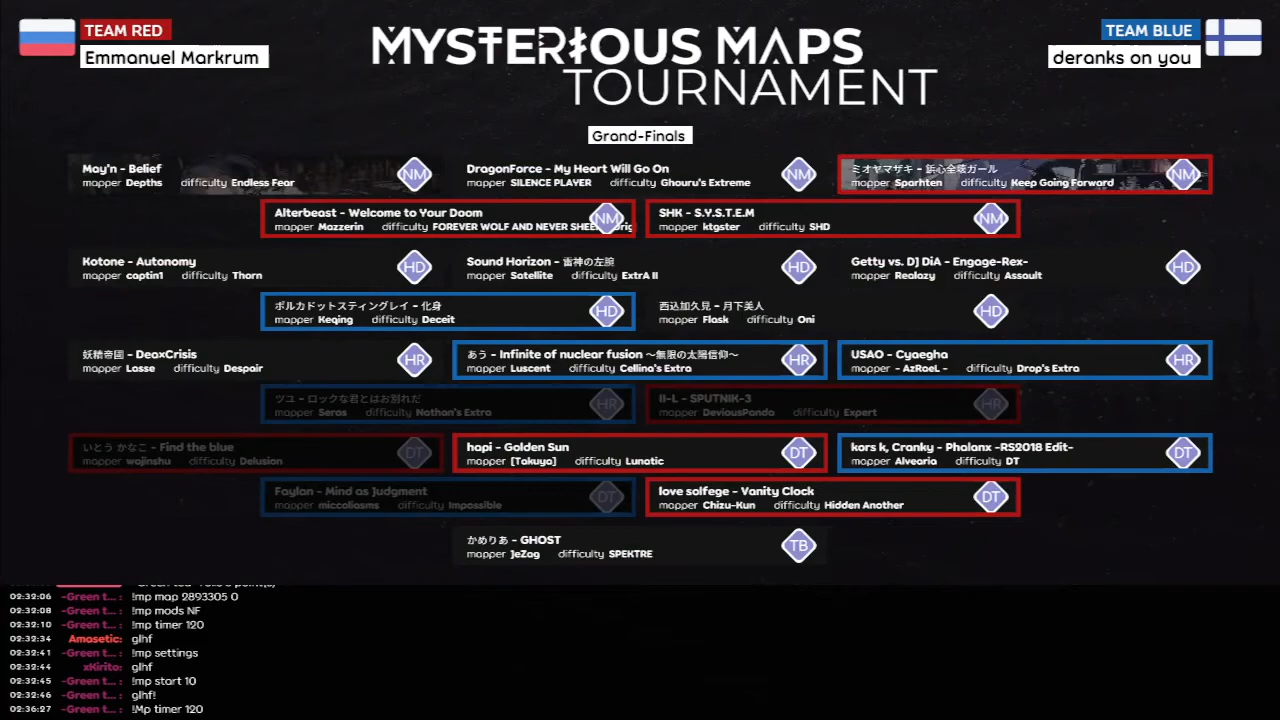 TEAM RED
Emmanuel Markrum
MYSTERIOUS MAPS
TOURNAMENT
TEAM BLUE
deranks on you
Grand-Finals
May'n - Belief
mapper Depths difficulty Endless Fear
NM
DragonForce - My Heart Will Go On
mapper SILENCE PLAYER difficulty Ghouru's Extreme
NM
ミオヤマザキ - 鋲心全壊ガール
mapper Sparhten difficulty Keep Going Forward
NM
Alterbeast - Welcome to Your Doom
mapper Mazzerin difficulty FOREVER WOLF AND NEVER SHEE
NM
SHK - S.Y.S.T.E.M
mapper ktgster difficulty SHD
NM
Kotone - Autonomy
mapper captin1 difficulty Thorn
HD
Sound Horizon - 雷神の左腕
mapper Satellite difficulty ExtrA II
HD
Getty vs. DJ DiA - Engage-Rex-
mapper Realazy difficulty Assault
HD
ポルカドットスティングレイ - 化身
mapper Keqing difficulty Deceit
HD
西込加久見 - 月下美人
mapper Flask difficulty Oni
HD
妖精帝國 - DeaxCrisis
mapper Lasse difficulty Despair
HR
あう - Infinite of nuclear fusion ～無限の太陽信仰～
mapper Luscent difficulty Cellina's Extra
HR
USAO - Cyaegha
mapper - AzRaeL - difficulty Drop's Extra
HR
ツユ - ロックな君とはお別れだ
mapper Seros difficulty Nathan's Extra
HR
II-L - SPUTNIK-3
mapper DeviousPanda difficulty Expert
HR
いとう かなこ - Find the blue
mapper wajinshu difficulty Delusion
DT
hapi - Golden Sun
mapper [Takuya] difficulty Lunatic
DT
kors k, Cranky - Phalanx -RS2018 Edit-
mapper Alvearia difficulty DT
DT
Faylan - Mind as Judgment
mapper miccoliasms difficulty Impossible
DT
love solfege - Vanity Clock
mapper Chizu-Kun difficulty Hidden Another
DT
かめりあ - GHOST
mapper JeZag difficulty SPEKTRE
TB
02:32:06 -Green t... : !mp map 2893305 0
02:32:08 -Green t... : !mp mods NF
02:32:10 -Green t... : !mp timer 120
02:32:34 Amasetic: glhf
02:32:41 -Green t... : !mp settings
02:32:44 xKirito: glhf
02:32:45 -Green t... : !mp start 10
02:32:46 -Green t... : glhf!
02:36:27 -Green t... : !Mp timer 120